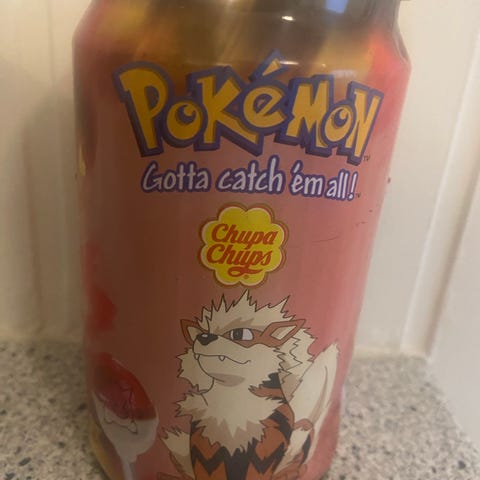 POKéMON
Gotta catch 'em all!
Chupa
Chups